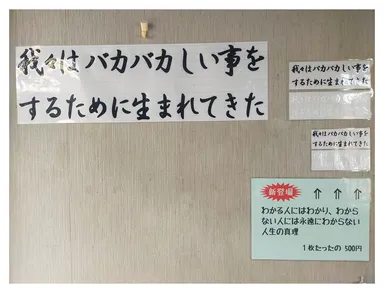 我々はバカバカしい事を
するために生まれてきた
我々はバカバカしい事を
するために生まれてきた
我々はバカバカしい事を
するために生まれてきた
新登場
↑ ↑ ↑
わかる人にはわかり、わから
ない人には永遠にわからない
人生の真理
1枚たったの 500円